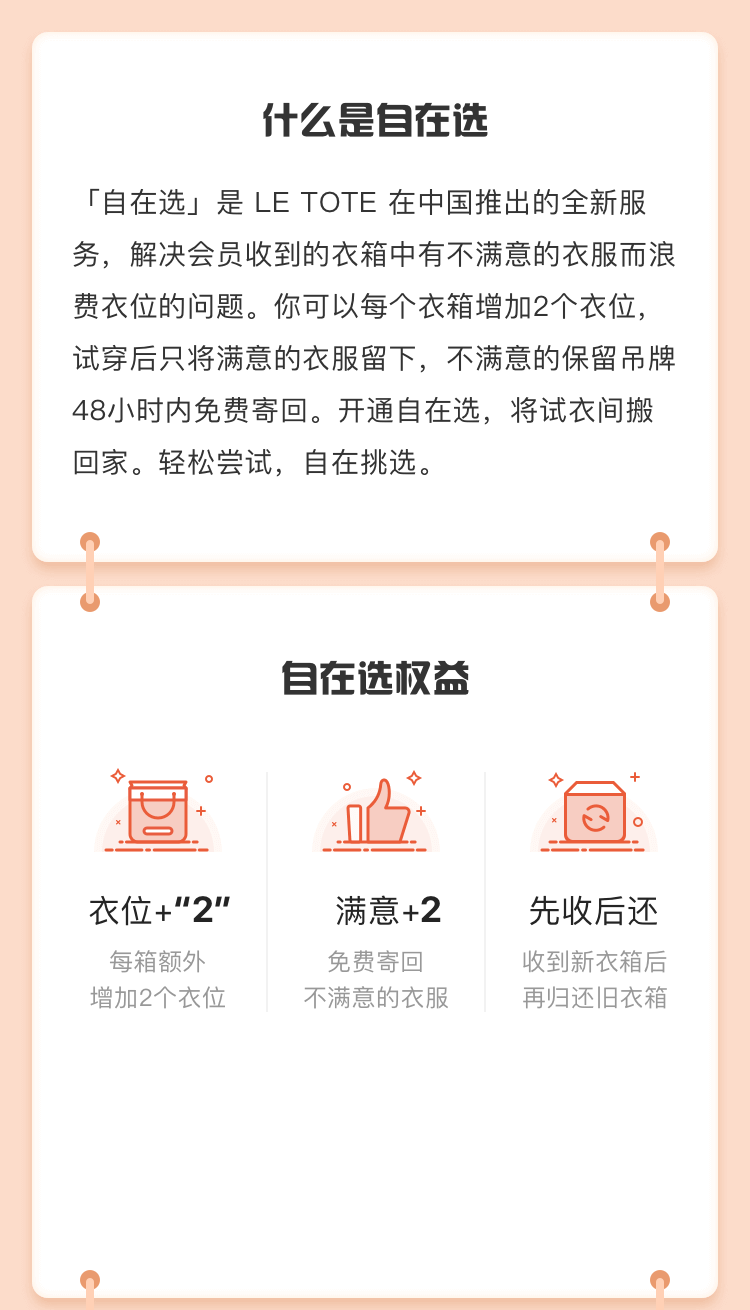 什么是自在选
「自在选」是 LE TOTE 在中国推出的全新服
务，解决会员收到的衣箱中有不满意的衣服而浪
费衣位的问题。你可以每个衣箱增加2个衣位，
试穿后只将满意的衣服留下，不满意的保留吊牌
48小时内免费寄回。开通自在选，将试衣间搬
回家。轻松尝试，自在挑选。
自在选权益
衣位+“2”
每箱额外
增加2个衣位
满意+2
免费寄回
不满意的衣服
先收后还
收到新衣箱后
再归还旧衣箱